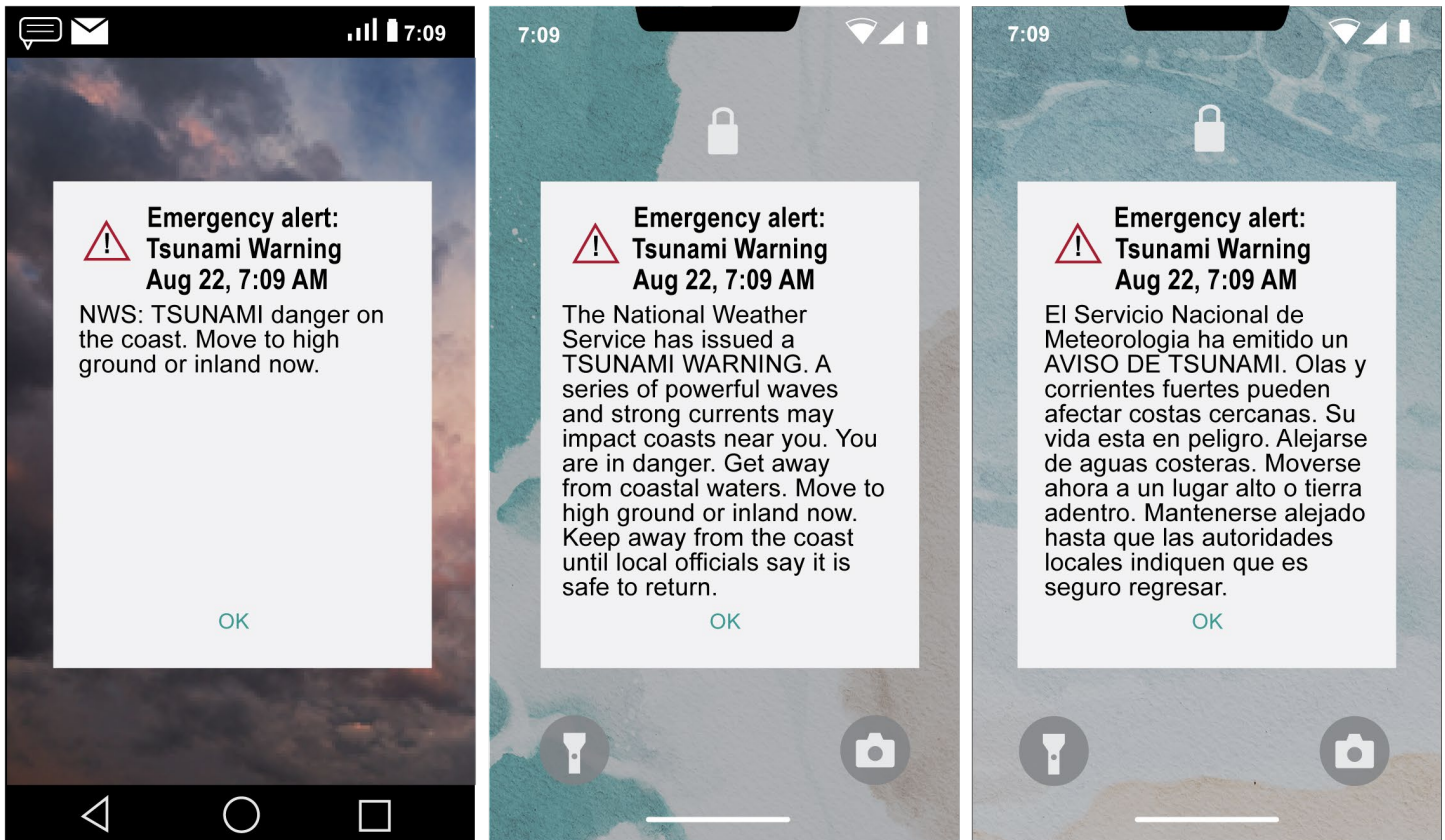 7:09
Emergency alert:
Tsunami Warning
Aug 22, 7:09 AM
NWS: TSUNAMI danger on
the coast. Move to high
ground or inland now.
OK
7:09
Emergency alert:
Tsunami Warning
Aug 22, 7:09 AM
The National Weather
Service has issued a
TSUNAMI WARNING. A
series of powerful waves
and strong currents may
impact coasts near you. You
are in danger. Get away
from coastal waters. Move to
high ground or inland now.
Keep away from the coast
until local officials say it is
safe to return.
OK
7:09
Emergency alert:
Tsunami Warning
Aug 22, 7:09 AM
El Servicio Nacional de
Meteorologia ha emitido un
AVISO DE TSUNAMI. Olas y
corrientes fuertes pueden
afectar costas cercanas. Su
vida esta en peligro. Alejarse
de aguas costeras. Moverse
ahora a un lugar alto o tierra
adentro. Mantenerse alejado
hasta que las autoridades
locales indiquen que es
seguro regresar.
OK